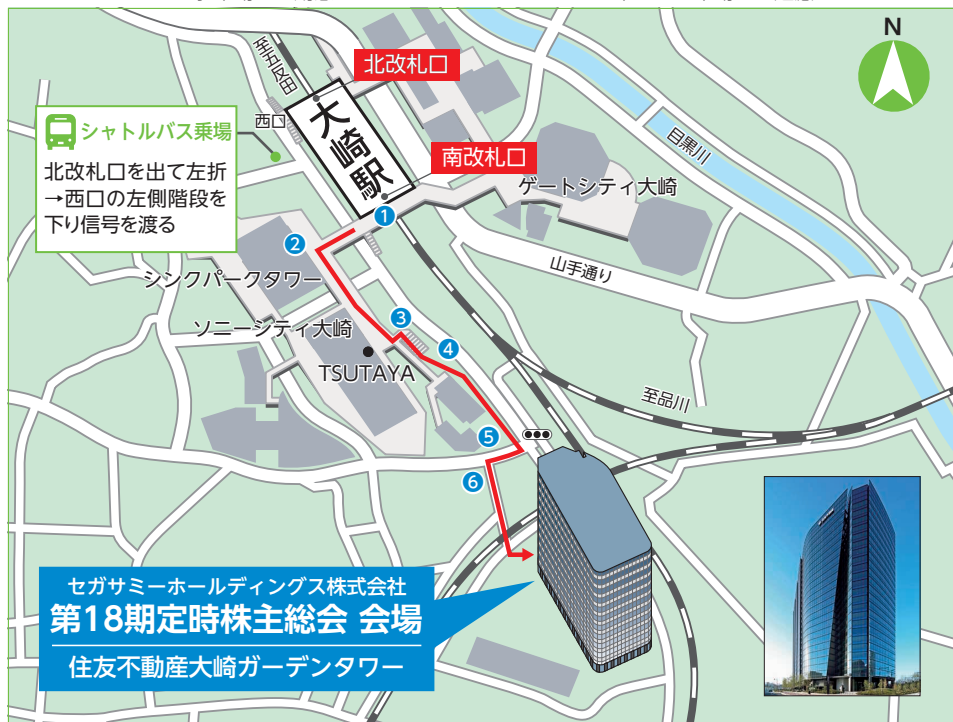 N
至五反田
北改札口
シャトルバス乗場
西口
大崎駅
南改札口
目黒川
北改札口を出て左折
→西口の左側階段を
下り信号を渡る
ゲートシティ大崎
1
2
山手通り
シンクパークタワー
ソニーシティ大崎
3
4
TSUTAYA
至品川
5
6
セガサミーホールディングス株式会社
第18期定時株主総会 会場
住友不動産大崎ガーデンタワー